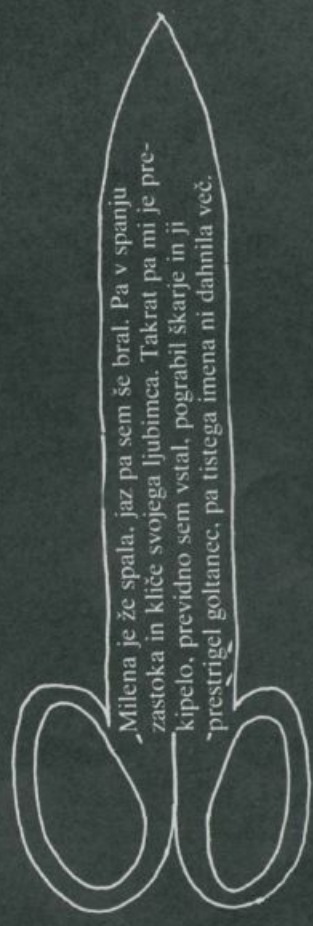 Milena je že spala, jaz pa sem še bral. Pa v spanju
zastoka in kliče svojega ljubimca. Takrat pa mi je pre-
kipelo, previdno sem vstal, pograbil škarje in ji
prestrigel goltanec, pa tistega imena ni dahnila več.